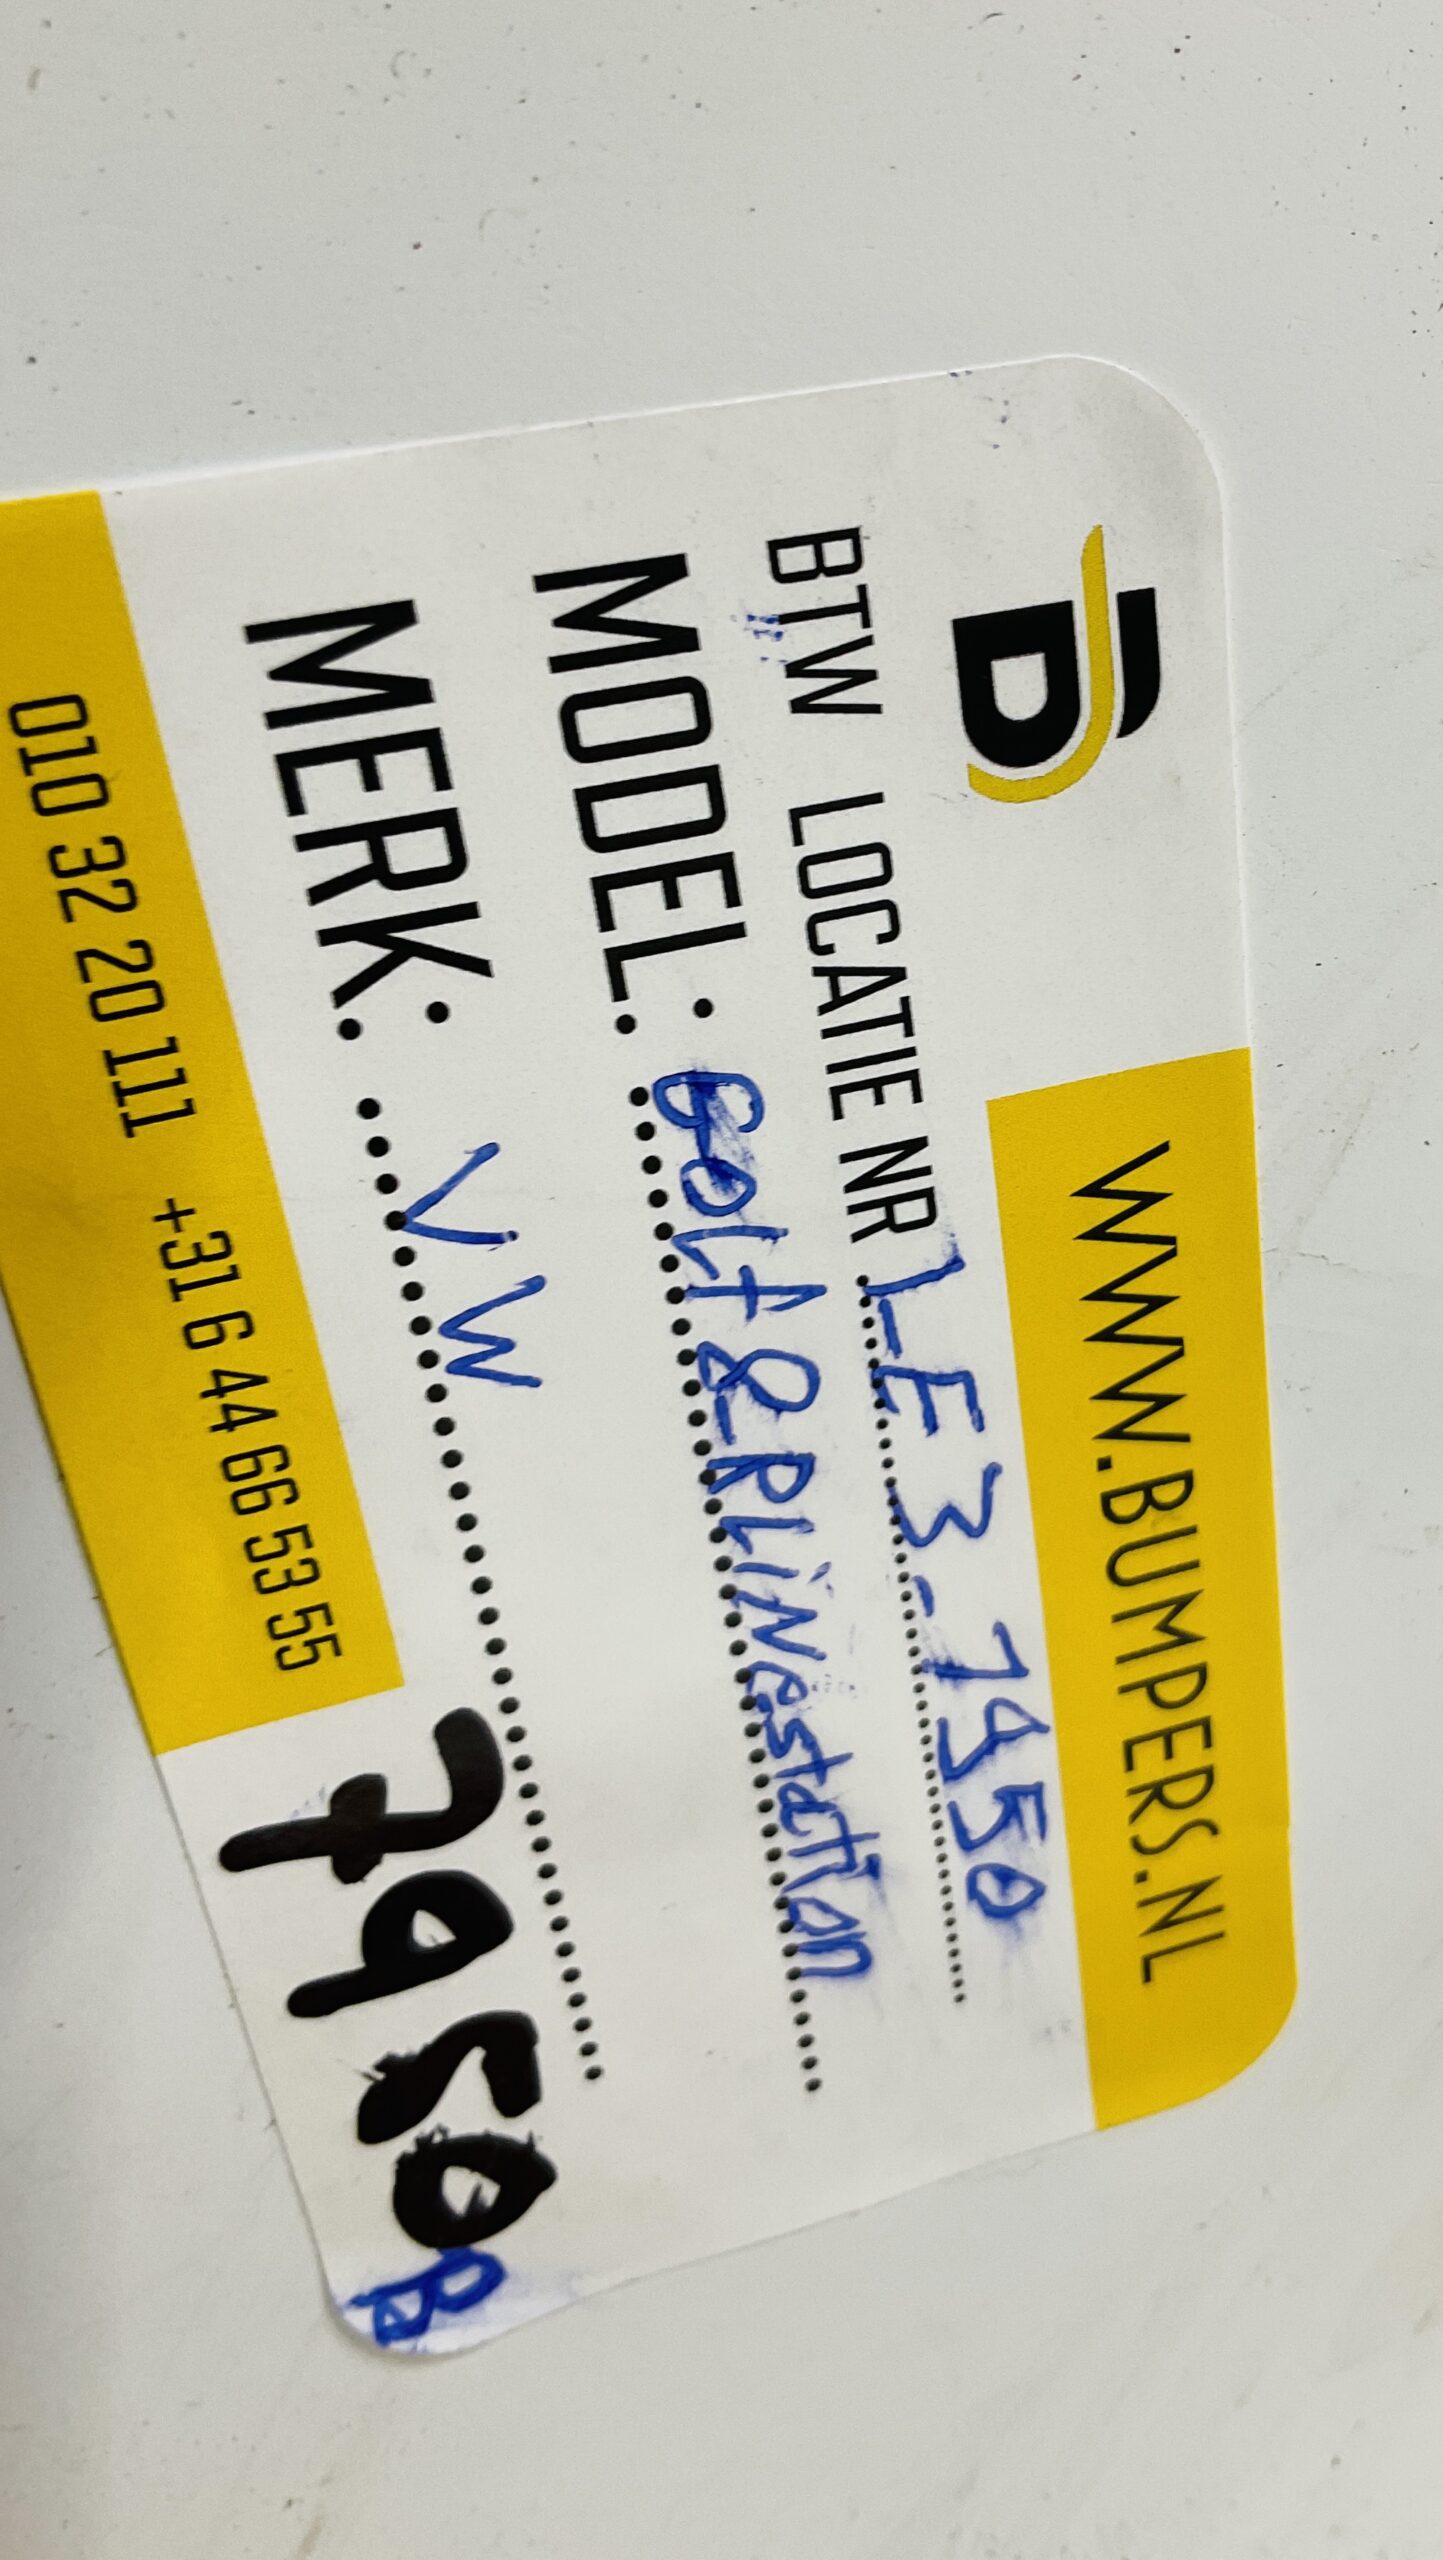 WWW.BUMPERS.NL
BTW LOCATIE NR 1-E3-7950
MODEL: Golf 8 RLinestation
MERK: VW
7950 B
010 32 20 111 +31 6 44 66 53 55